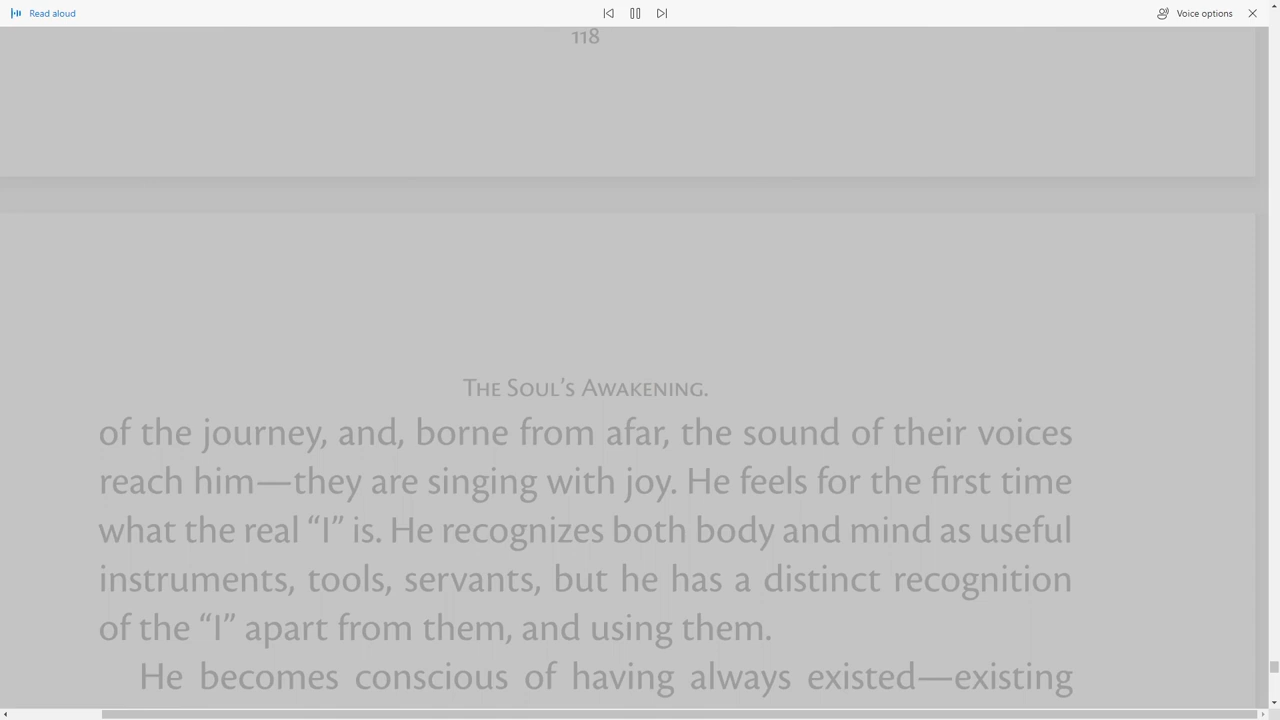 Read aloud
Voice options
118
The Soul’s Awakening.
of the journey, and, borne from afar, the sound of their voices
reach him—they are singing with joy. He feels for the first time
what the real “I” is. He recognizes both body and mind as useful
instruments, tools, servants, but he has a distinct recognition
of the “I” apart from them, and using them.
He becomes conscious of having always existed—existing